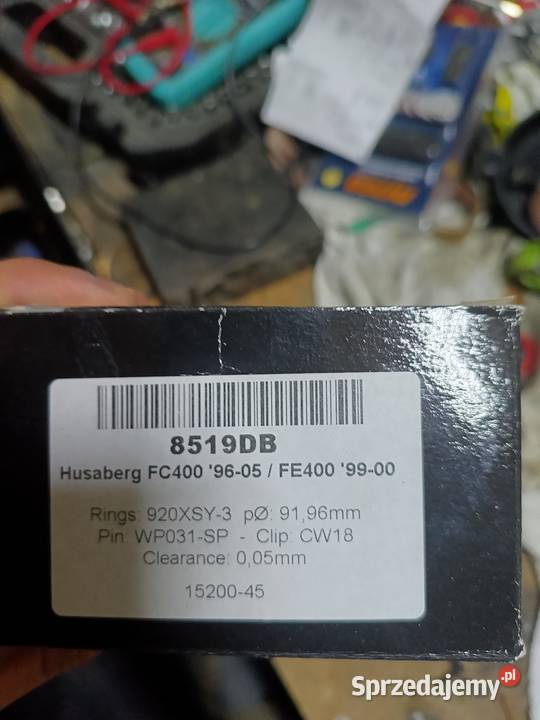 8519DB
Husaberg FC400 '96-05 / FE400 '99-00
Rings: 920XSY-3 pØ: 91,96mm
Pin: WP031-SP - Clip: CW18
Clearance: 0,05mm
15200-45
Sprzedajemy.pl